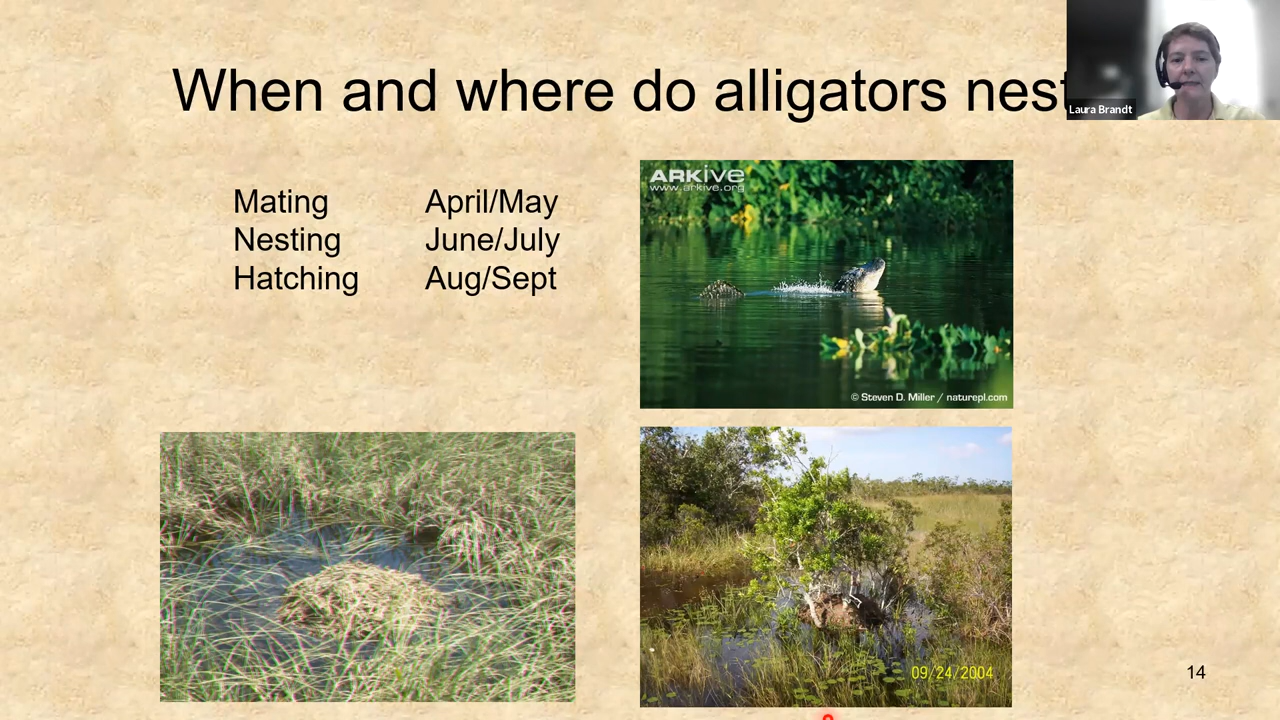 When and where do alligators nest
Laura Brandt
Mating April/May
Nesting June/July
Hatching Aug/Sept
ARKive
www.arkive.org
© Steven D. Miller / naturepl.com
09/24/2004
14